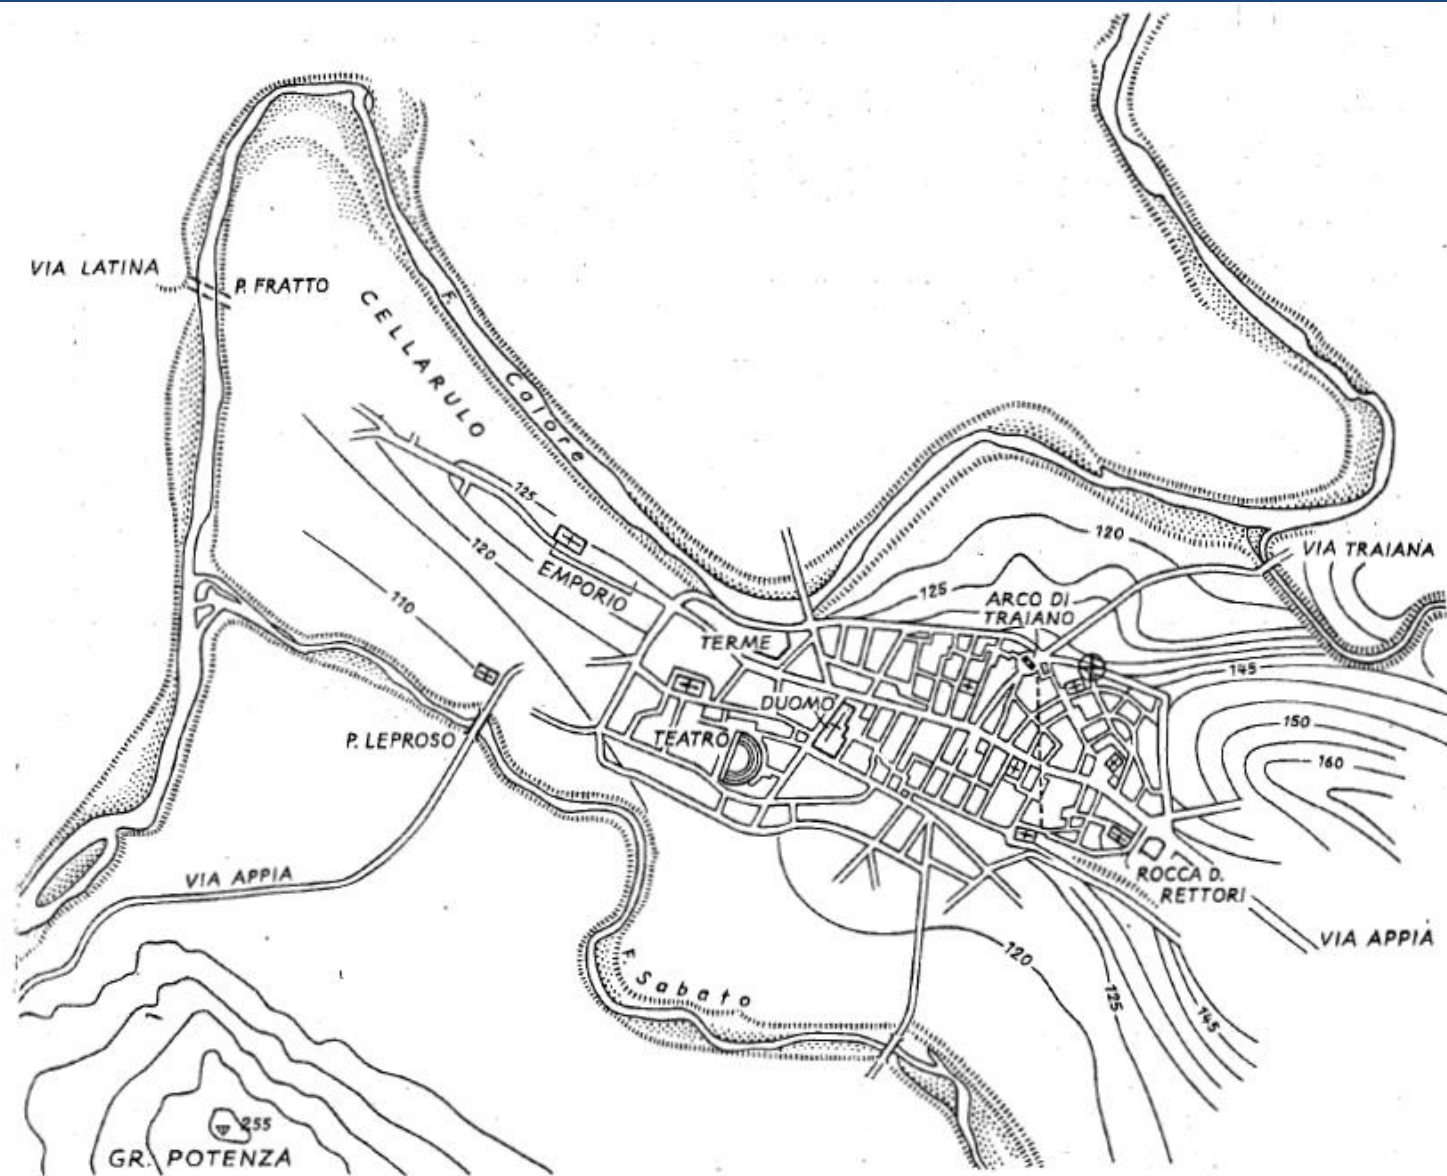 VIA LATINA
P. FRATTO
CELLARULO
F. Calore
125
120
EMPORIO
110
120
VIA TRAIANA
125
ARCO DI
TRAIANO
TERME
145
DUOMO
150
P. LEPROSO
TEATRO
160
VIA APPIA
ROCCA D.
RETTORI
VIA APPIA
F. Sabato
120
125
145
255
GR. POTENZA